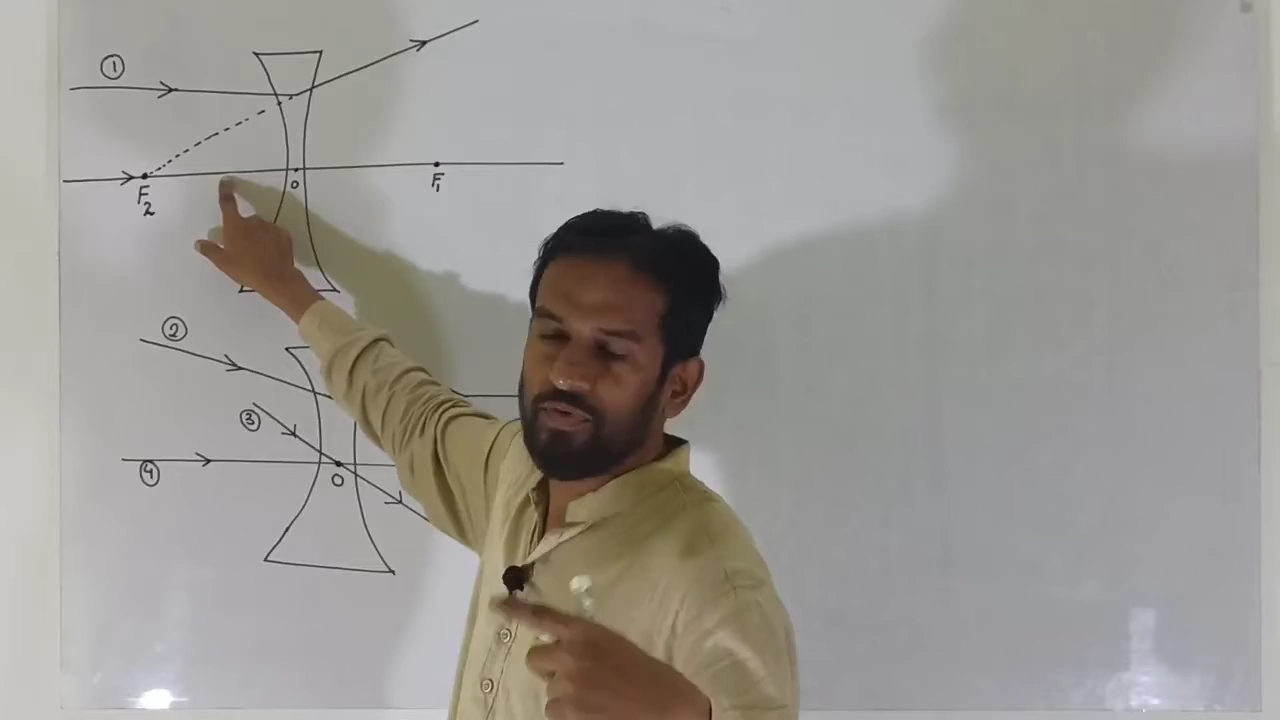 ①
F₂
O
F₁
②
③
④
O